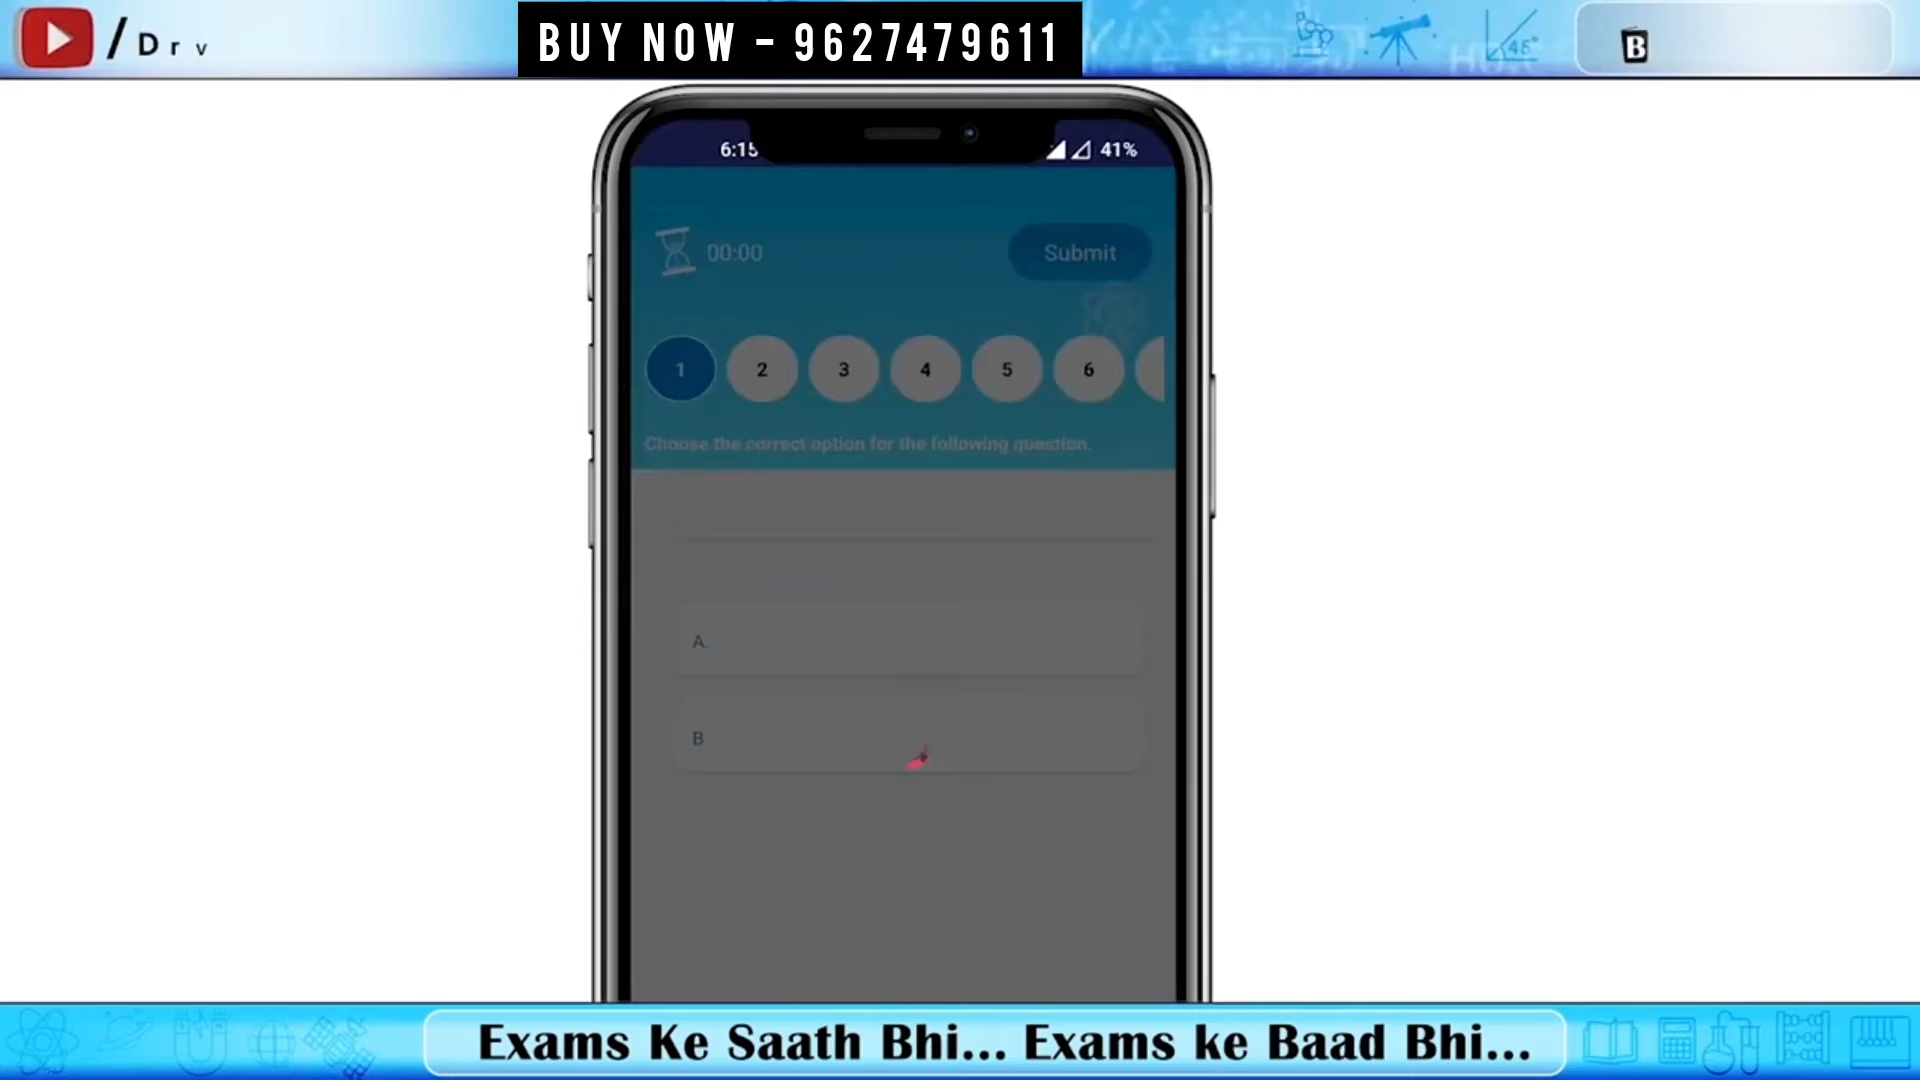 / D r v
BUY NOW - 9627479611
B
6:15
41%
00:00
Submit
1 2 3 4 5 6
Choose the correct option for the following question.
A.
B
Exams Ke Saath Bhi... Exams ke Baad Bhi...